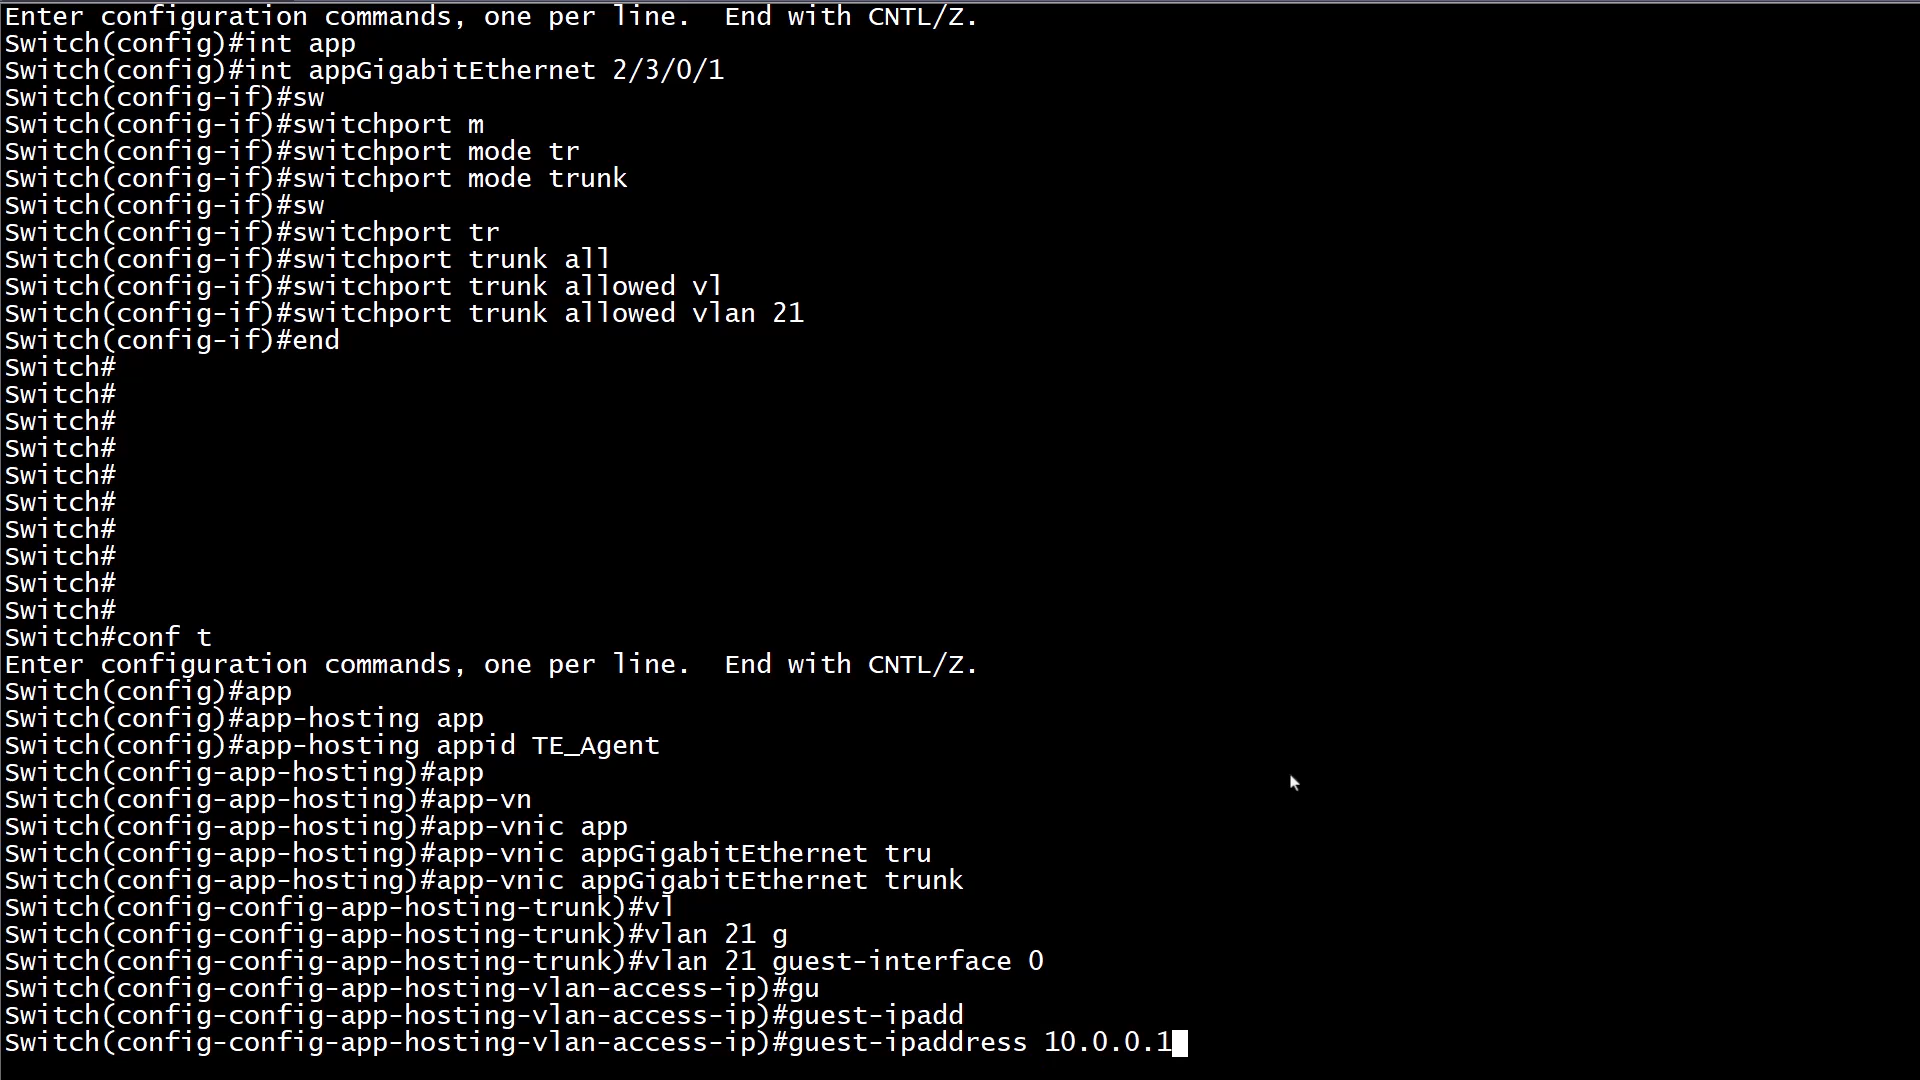 Enter configuration commands, one per line.  End with CNTL/Z.
Switch(config)#int app
Switch(config)#int appGigabitEthernet 2/3/0/1
Switch(config-if)#sw
Switch(config-if)#switchport m
Switch(config-if)#switchport mode tr
Switch(config-if)#switchport mode trunk
Switch(config-if)#sw
Switch(config-if)#switchport tr
Switch(config-if)#switchport trunk all
Switch(config-if)#switchport trunk allowed vl
Switch(config-if)#switchport trunk allowed vlan 21
Switch(config-if)#end
Switch#
Switch#
Switch#
Switch#
Switch#
Switch#
Switch#
Switch#
Switch#
Switch#
Switch#conf t
Enter configuration commands, one per line.  End with CNTL/Z.
Switch(config)#app
Switch(config)#app-hosting app
Switch(config)#app-hosting appid TE_Agent
Switch(config-app-hosting)#app
Switch(config-app-hosting)#app-vn
Switch(config-app-hosting)#app-vnic app
Switch(config-app-hosting)#app-vnic appGigabitEthernet tru
Switch(config-app-hosting)#app-vnic appGigabitEthernet trunk
Switch(config-config-app-hosting-trunk)#vl
Switch(config-config-app-hosting-trunk)#vlan 21 g
Switch(config-config-app-hosting-trunk)#vlan 21 guest-interface 0
Switch(config-config-app-hosting-vlan-access-ip)#gu
Switch(config-config-app-hosting-vlan-access-ip)#guest-ipadd
Switch(config-config-app-hosting-vlan-access-ip)#guest-ipaddress 10.0.0.1